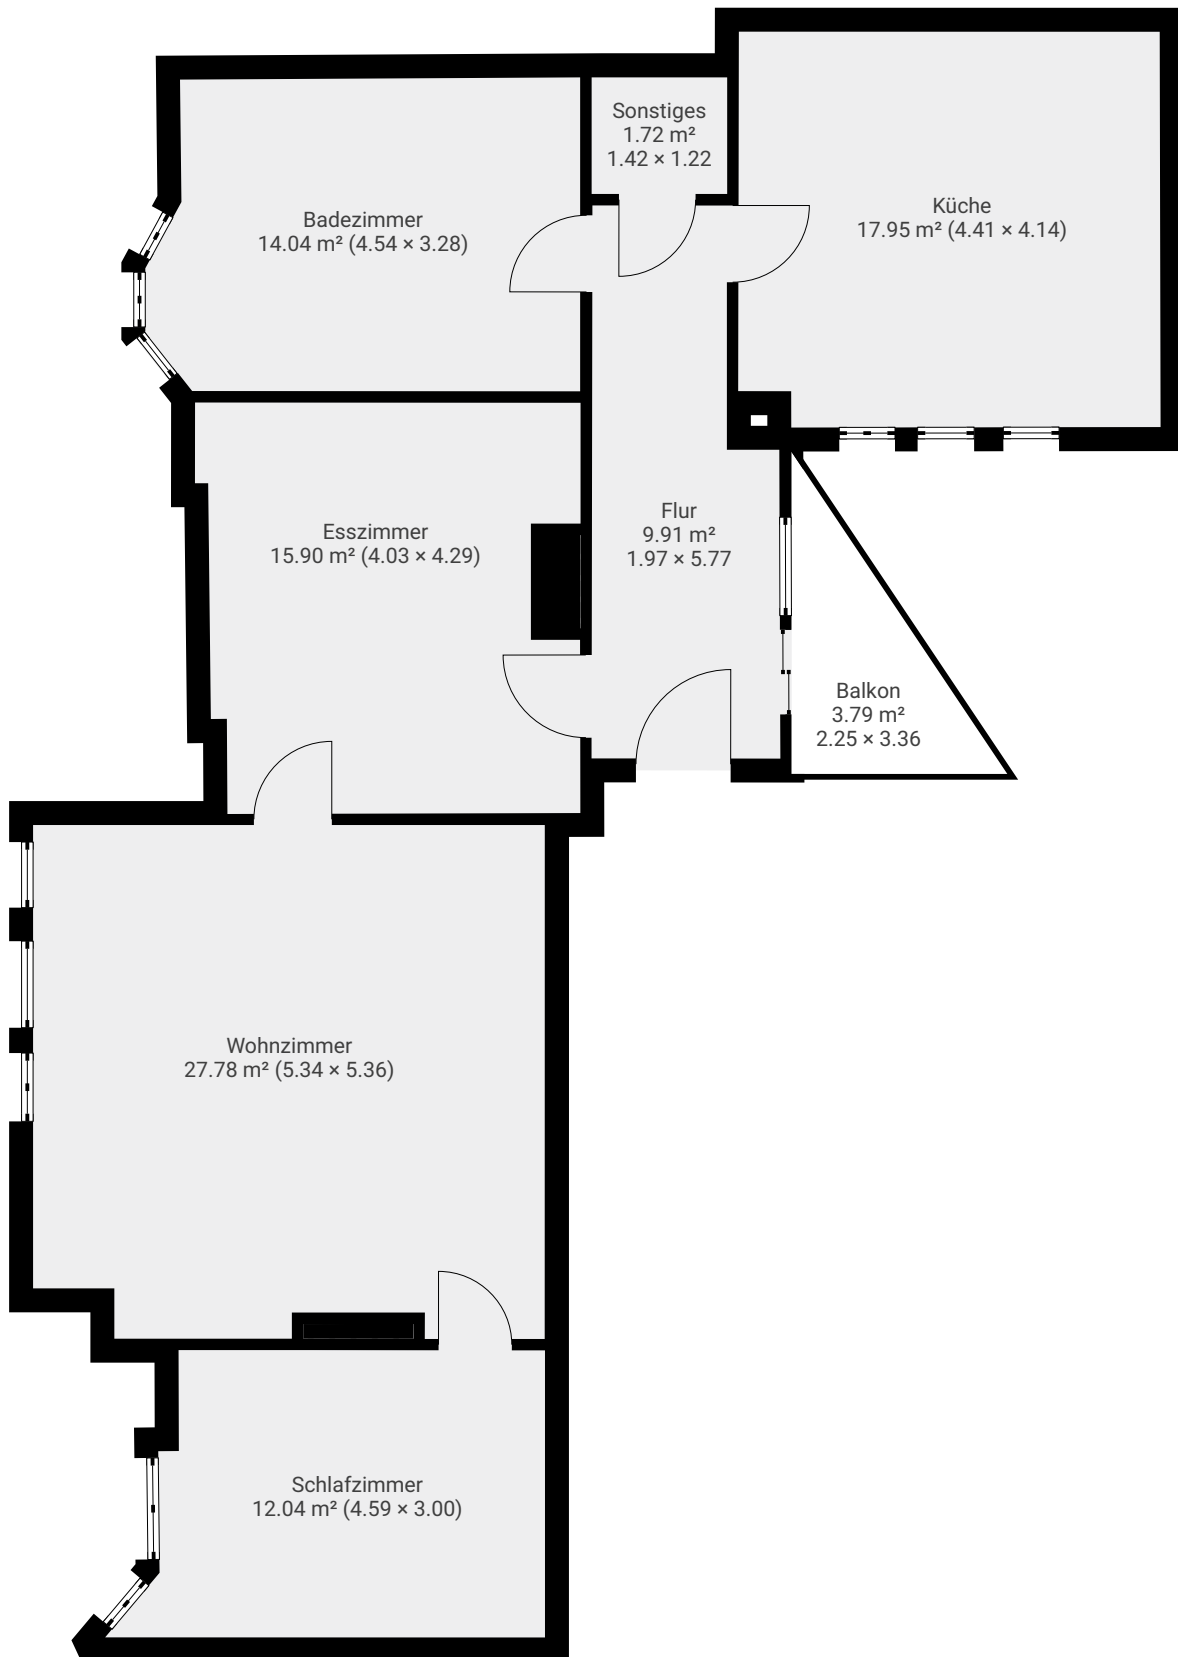 Sonstiges
1.72 m²
1.42 × 1.22
Badezimmer
14.04 m² (4.54 × 3.28)
Küche
17.95 m² (4.41 × 4.14)
Esszimmer
15.90 m² (4.03 × 4.29)
Flur
9.91 m²
1.97 × 5.77
Balkon
3.79 m²
2.25 × 3.36
Wohnzimmer
27.78 m² (5.34 × 5.36)
Schlafzimmer
12.04 m² (4.59 × 3.00)